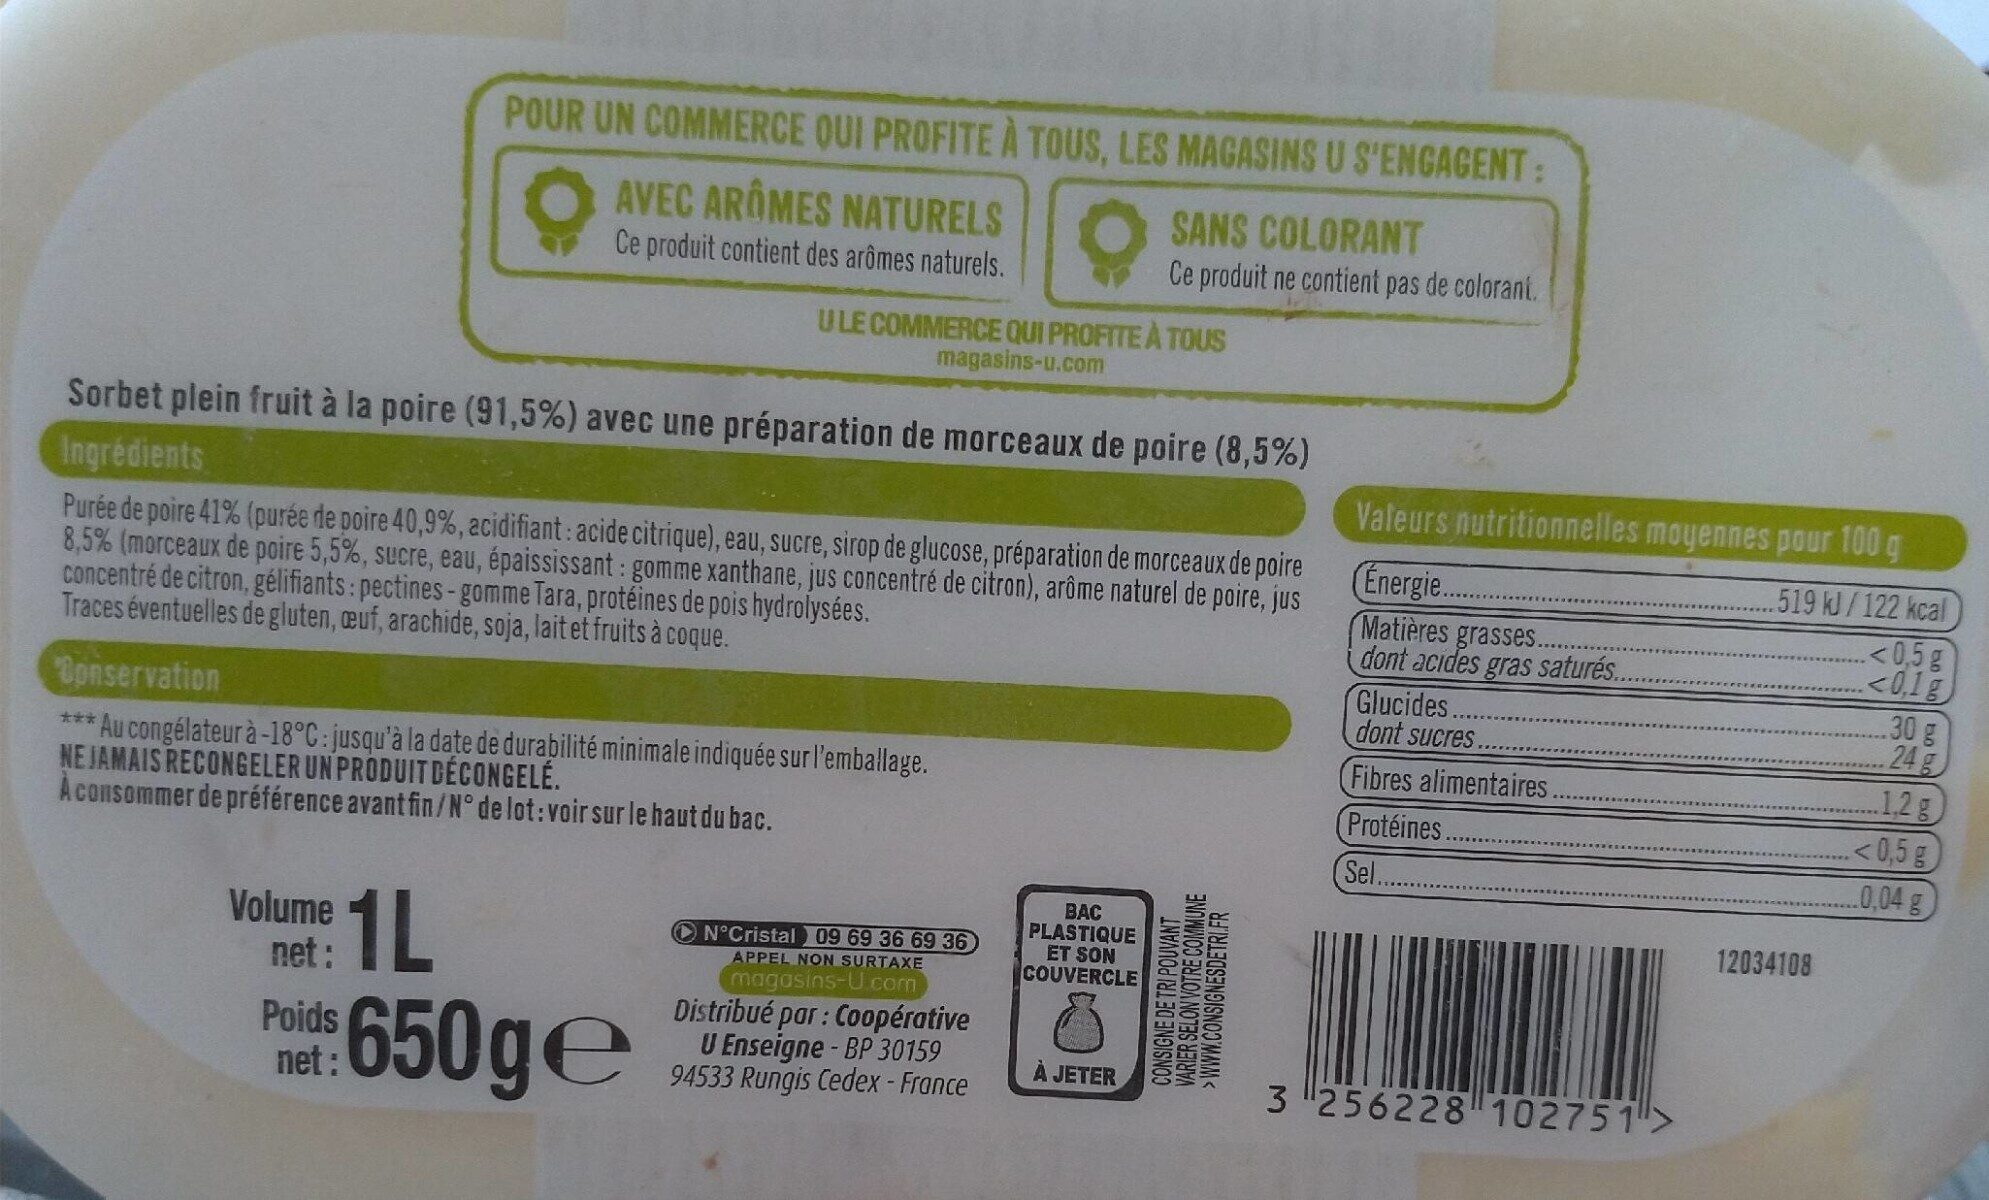 POUR UN COMMERCE QUI PROFITE À TOUS, LES MAGASINS U S'ENGAGENT :
AVEC ARÔMES NATURELS
Ce produit contient des arômes naturels.
SANS COLORANT
Ce produit ne contient pas de colorant.
U LE COMMERCE QUI PROFITE À TOUS
magasins-u.com
Sorbet plein fruit à la poire (91,5%) avec une préparation de morceaux de poire (8,5%)
Ingrédients
Purée de poire 41% (purée de poire 40,9%, acidifiant : acide citrique), eau, sucre, sirop de glucose, préparation de morceaux de poire
8,5% (morceaux de poire 5,5%, sucre, eau, épaississant : gomme xanthane, jus concentré de citron), arôme naturel de poire, jus
concentré de citron, gélifiants : pectines - gomme Tara, protéines de pois hydrolysées.
Traces éventuelles de gluten, œuf, arachide, soja, lait et fruits à coque.
Conservation
*** Au congélateur à -18°C : jusqu'à la date de durabilité minimale indiquée sur l'emballage.
NE JAMAIS RECONGELER UN PRODUIT DÉCONGELÉ.
À consommer de préférence avant fin / N° de lot : voir sur le haut du bac.
Valeurs nutritionnelles moyennes pour 100 g
Énergie..............519 kJ / 122 kcal
Matières grasses..............< 0,5 g
dont acides gras saturés..............< 0,1 g
Glucides..............30 g
dont sucres..............24 g
Fibres alimentaires..............1,2 g
Protéines..............< 0,5 g
Sel..............0,04 g
Volume net : 1L
Poids net : 650g e
N°Cristal 09 69 36 69 36
APPEL NON SURTAXE
magasins-U.com
Distribué par : Coopérative
U Enseigne - BP 30159
94533 Rungis Cedex - France
BAC
PLASTIQUE
ET SON
COUVERCLE
À JETER
CONSIGNE DE TRI POUVANT
VARIER SELON VOTRE COMMUNE
> WWW.CONSIGNESDETRI.FR
12034108
3 256228 102751 >